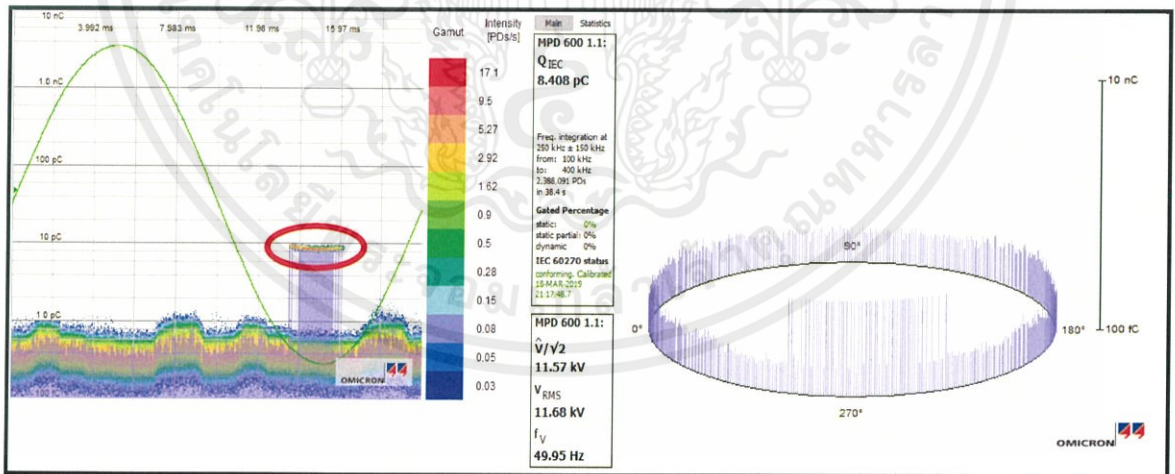 10 nC
3.992 ms 7.983 ms 11.98 ms 15.97 ms
1.0 nC
100 pC
10 pC
1.0 pC
100 fC
OMICRON
Gamut
Intensity
[PDs/s]
17.1
9.5
5.27
2.92
1.62
0.9
0.5
0.28
0.15
0.08
0.05
0.03
Main Statistics
MPD 600 1.1:
QIEC
8.408 pC
Freq. integration at
250 kHz ± 150 kHz
from: 100 kHz
to: 400 kHz
2,388,091 PDs
in 38.4 s
Gated Percentage
static: 0%
static partial: 0%
dynamic 0%
IEC 60270 status
conforming. Calibrated
18-MAR-2019
21:17:48.7
MPD 600 1.1:
V̂/√2
11.57 kV
VRMS
11.68 kV
fV
49.95 Hz
10 nC
90°
0°
180°
100 fC
270°
OMICRON